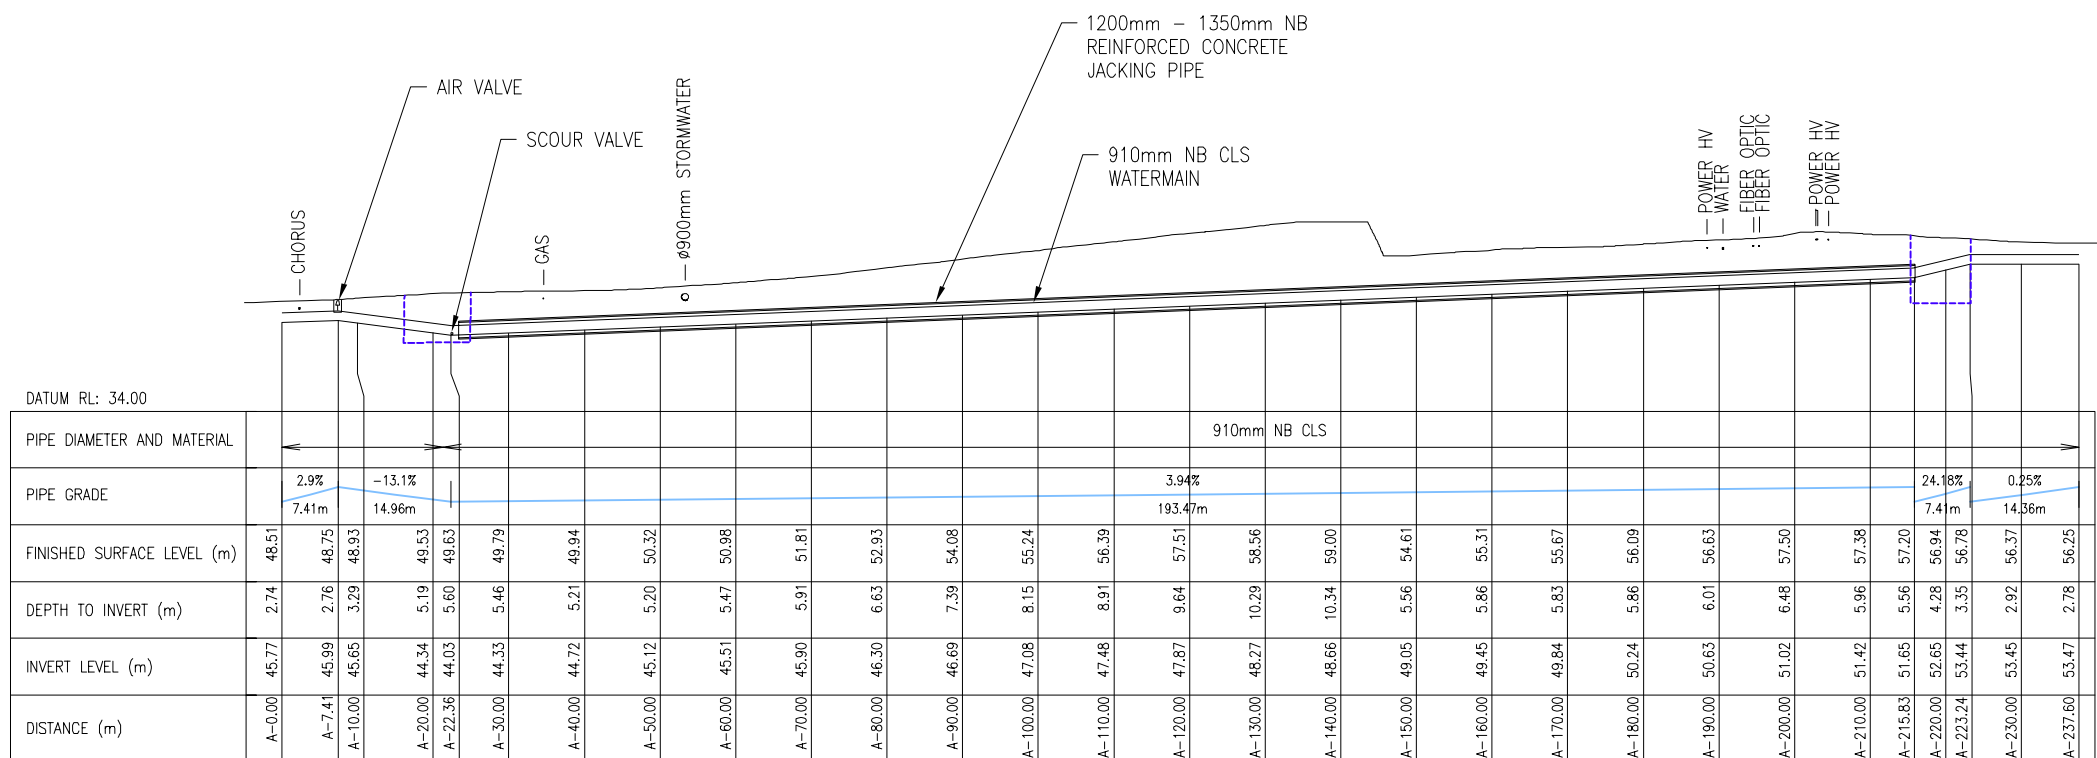 1200mm - 1350mm NB
REINFORCED CONCRETE
JACKING PIPE
AIR VALVE
SCOUR VALVE
910mm NB CLS
WATERMAIN
CHORUS
GAS
ø900mm STORMWATER
POWER HV
WATER
FIBER OPTIC
FIBER OPTIC
POWER HV
POWER HV
DATUM RL: 34.00
PIPE DIAMETER AND MATERIAL
910mm NB CLS
PIPE GRADE
2.9% -13.1% 3.94% 24.18% 0.25%
7.41m 14.96m 193.47m 7.41m 14.36m
FINISHED SURFACE LEVEL (m) 48.51 48.75 48.93 49.53 49.63 49.79 49.94 50.32 50.98 51.81 52.93 54.08 55.24 56.39 57.51 58.56 59.00 54.61 55.31 55.67 56.09 56.63 57.50 57.38 57.20 56.94 56.78 56.37 56.25
DEPTH TO INVERT (m) 2.74 2.76 3.29 5.19 5.60 5.46 5.21 5.20 5.47 5.91 6.63 7.39 8.15 8.91 9.64 10.29 10.34 5.56 5.86 5.83 5.86 6.01 6.48 5.96 5.56 4.28 3.35 2.92 2.78
INVERT LEVEL (m) 45.77 45.99 45.65 44.34 44.03 44.33 44.72 45.12 45.51 45.90 46.30 46.69 47.08 47.48 47.87 48.27 48.66 49.05 49.45 49.84 50.24 50.63 51.02 51.42 51.65 52.65 53.44 53.45 53.47
DISTANCE (m) A-0.00 A-7.41 A-10.00 A-20.00 A-22.36 A-30.00 A-40.00 A-50.00 A-60.00 A-70.00 A-80.00 A-90.00 A-100.00 A-110.00 A-120.00 A-130.00 A-140.00 A-150.00 A-160.00 A-170.00 A-180.00 A-190.00 A-200.00 A-210.00 A-215.83 A-220.00 A-223.24 A-230.00 A-237.60